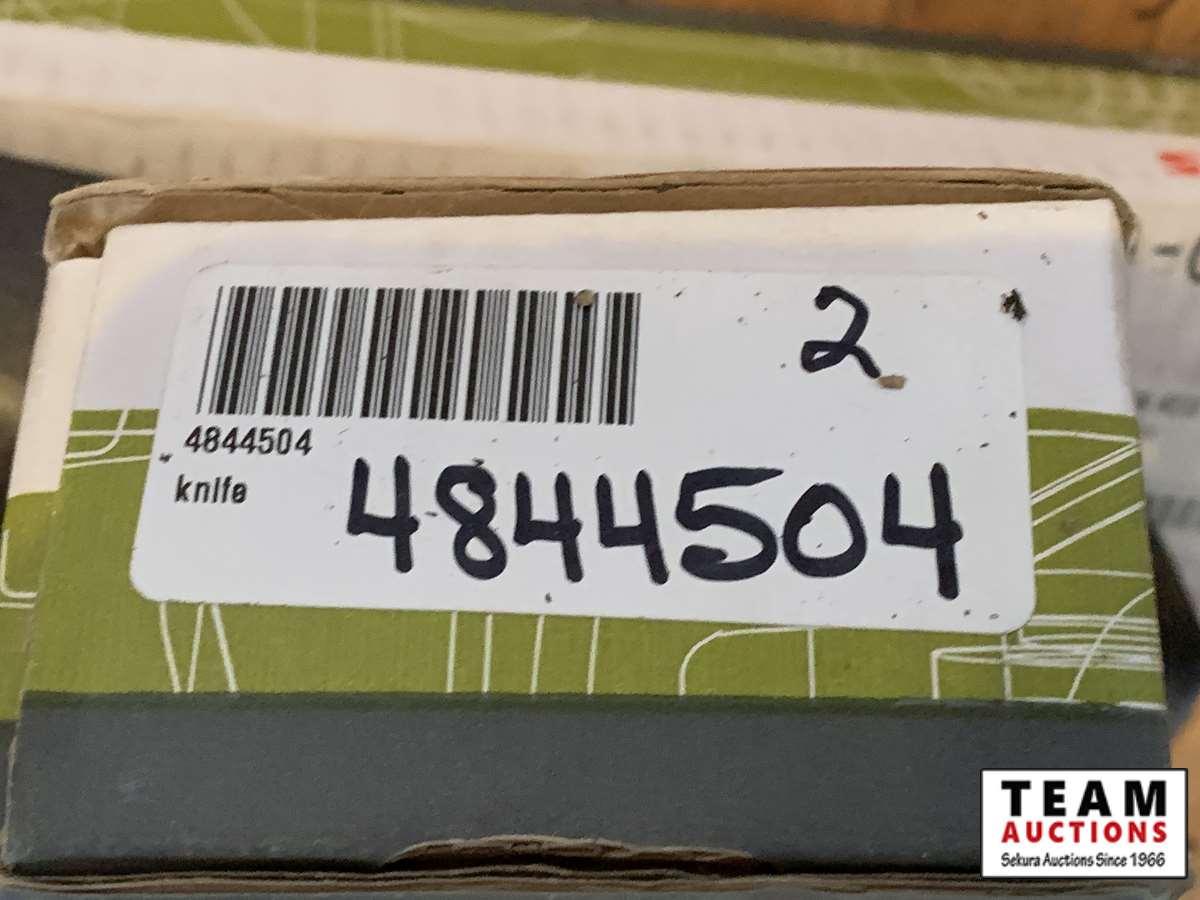 2
4844504
knife
4844504
TEAM
AUCTIONS
Sekura Auctions Since 1966